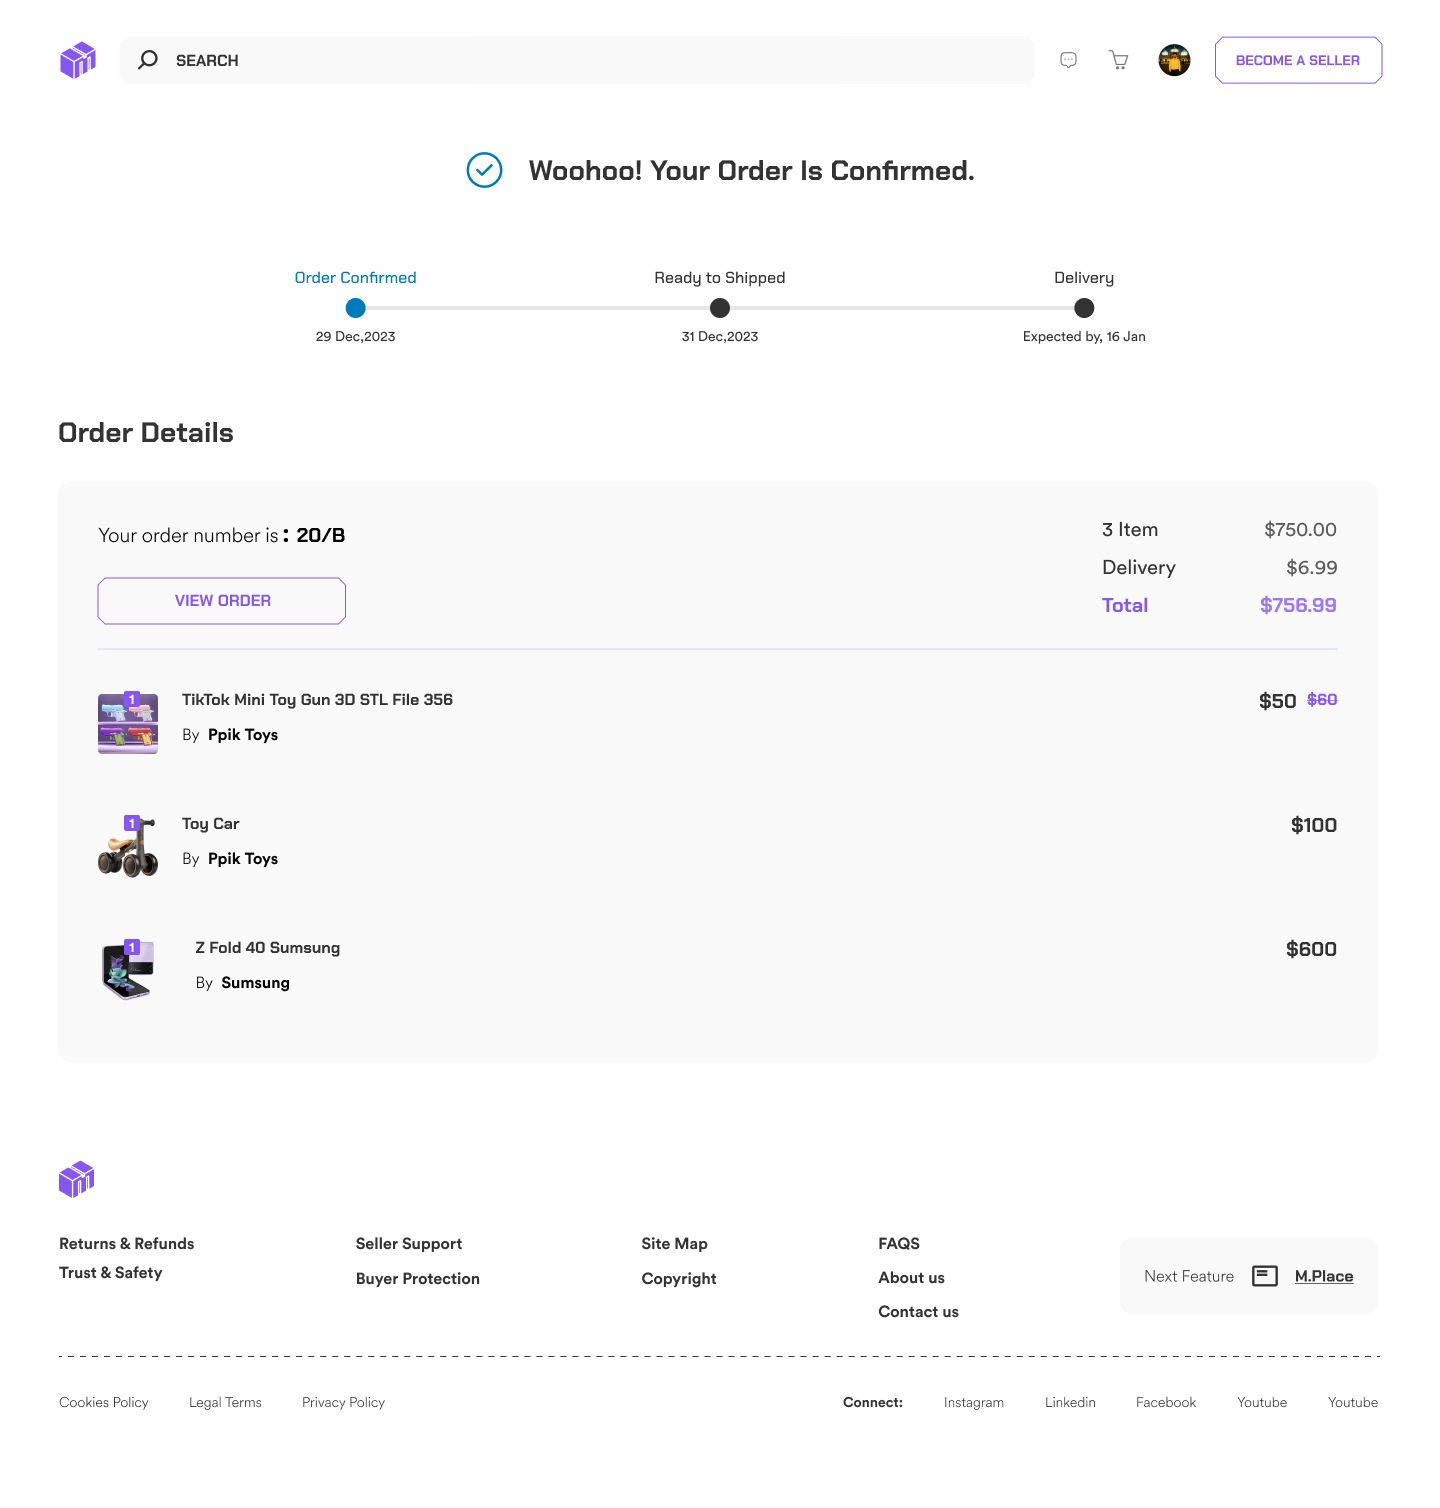 SEARCH
BECOME A SELLER
Woohoo! Your Order Is Confirmed.
Order Confirmed
Ready to Shipped
Delivery
29 Dec,2023
31 Dec,2023
Expected by, 16 Jan
Order Details
Your order number is : 20/B
VIEW ORDER
3 Item $750.00
Delivery $6.99
Total $756.99
1
TikTok Mini Toy Gun 3D STL File 356
$50 $60
By Ppik Toys
1
Toy Car
$100
By Ppik Toys
1
Z Fold 40 Sumsung
$600
By Sumsung
Returns & Refunds
Trust & Safety
Seller Support
Buyer Protection
Site Map
Copyright
FAQS
About us
Contact us
Next Feature M.Place
Cookies Policy Legal Terms Privacy Policy
Connect: Instagram Linkedin Facebook Youtube Youtube